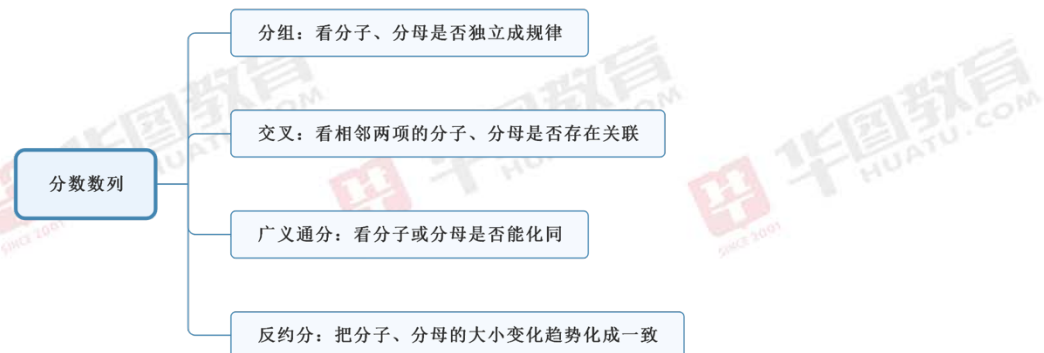 分组：看分子、分母是否独立成规律
交叉：看相邻两项的分子、分母是否存在关联
分数数列
广义通分：看分子或分母是否能化同
反约分：把分子、分母的大小变化趋势化成一致
华图教育
HUATU.COM
SINCE 2001